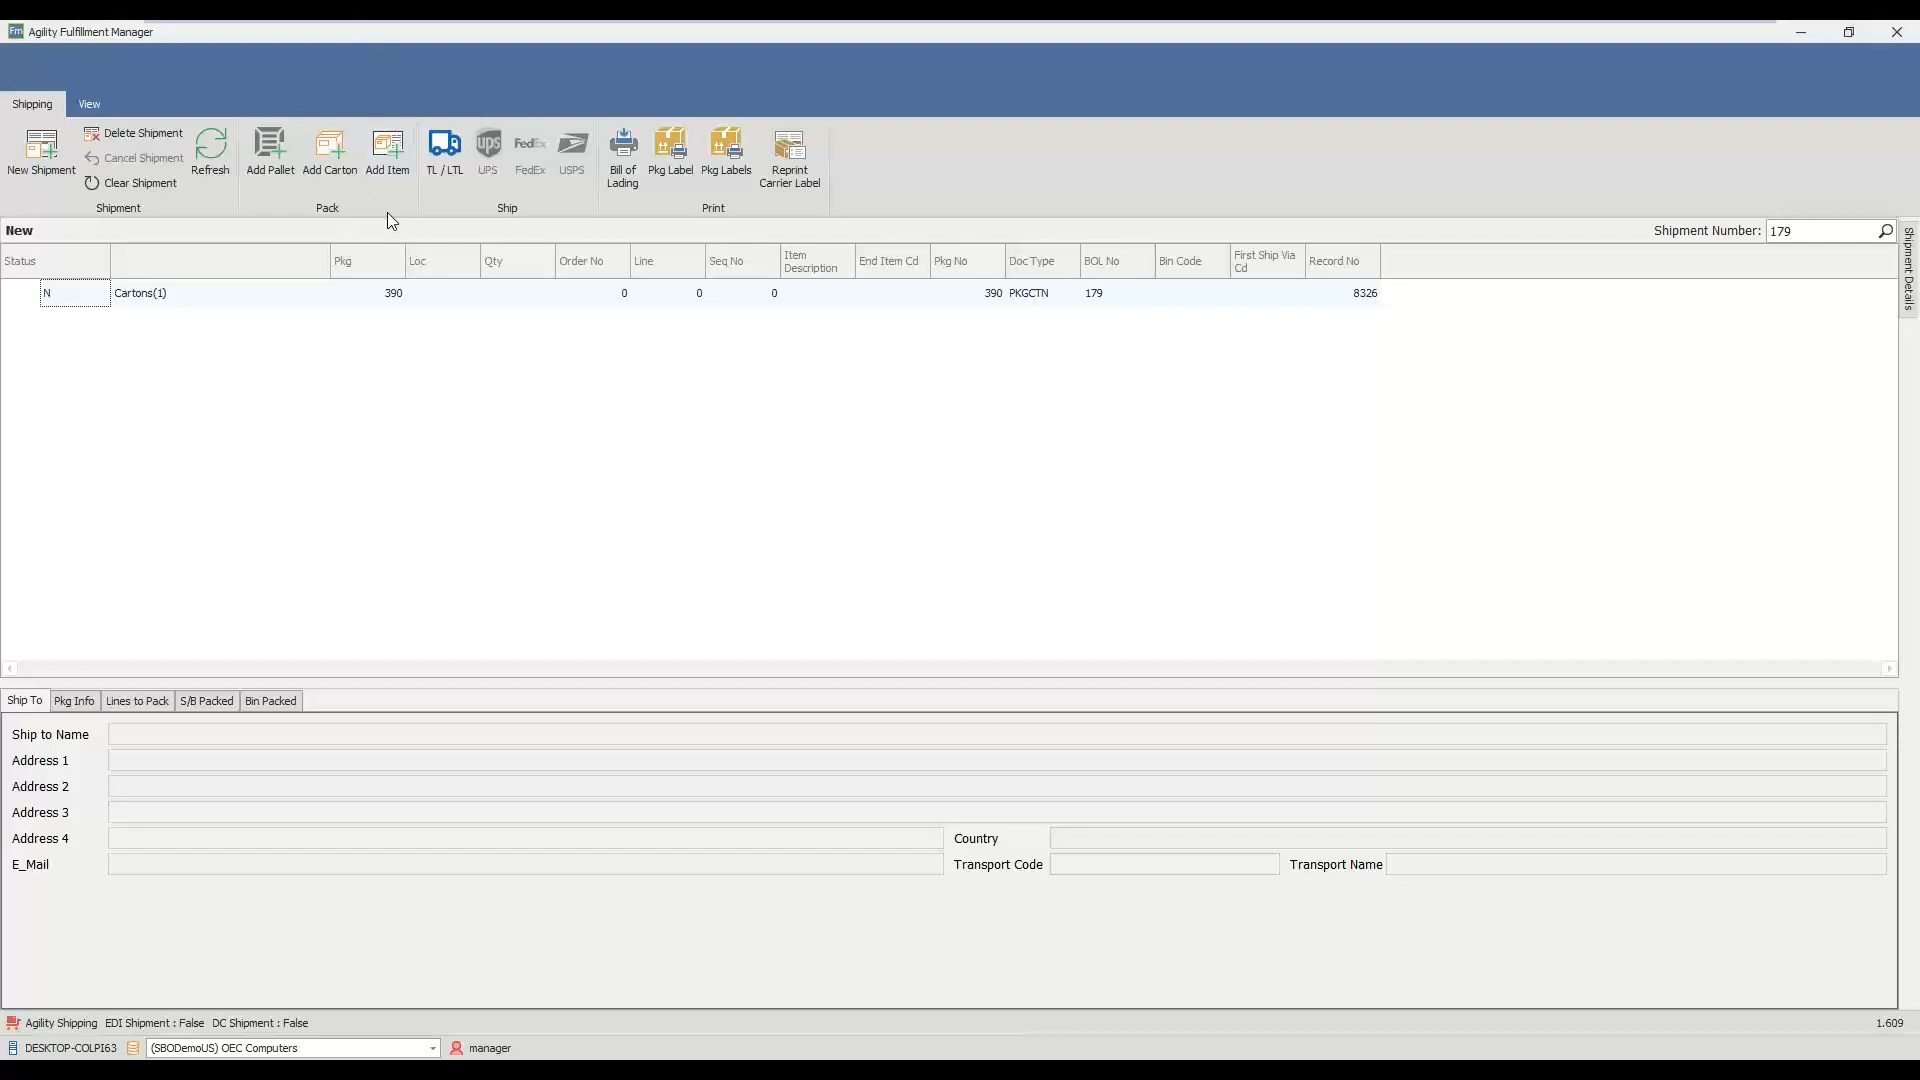 Fm Agility Fulfillment Manager
Shipping View
New Shipment
Delete Shipment
Cancel Shipment
Clear Shipment
Refresh
Shipment
Add Pallet
Add Carton
Add Item
Pack
TL / LTL
ups
UPS
FedEx
FedEx
USPS
Ship
Bill of
Lading
Pkg Label
Pkg Labels
Reprint
Carrier Label
Print
New
Shipment Number: 179
Shipment Details
Status Pkg Loc Qty Order No Line Seq No Item Description End Item Cd Pkg No Doc Type BOL No Bin Code First Ship Via Cd Record No
N Cartons(1) 390 0 0 0 390 PKGCTN 179 8326
Ship To Pkg Info Lines to Pack S/B Packed Bin Packed
Ship to Name
Address 1
Address 2
Address 3
Address 4 Country
E_Mail Transport Code Transport Name
Agility Shipping EDI Shipment : False DC Shipment : False 1.609
DESKTOP-COLPI63 (SBODemoUS) OEC Computers manager